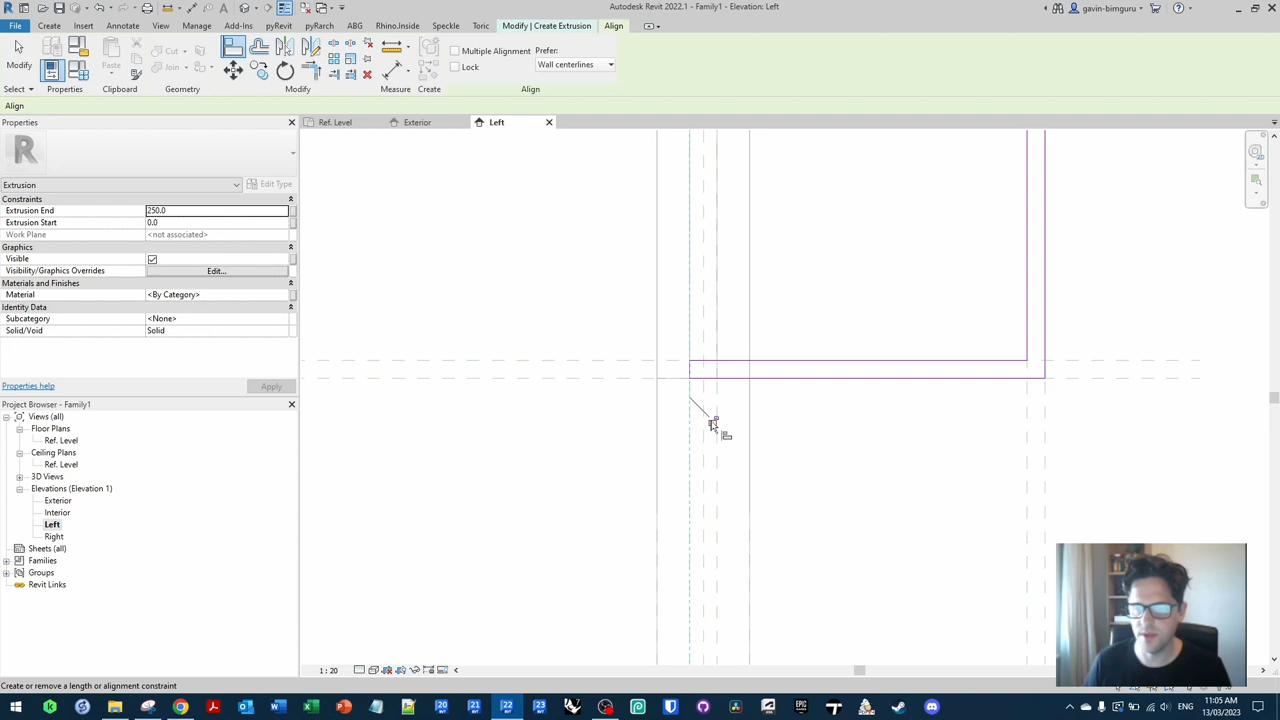 Autodesk Revit 2022.1 - Family1 - Elevation: Left
gavin-bimguru
File
Create
Insert
Annotate
View
Manage
Add-Ins
pyRevit
pyRarch
ABG
Rhino.Inside
Speckle
Toric
Modify | Create Extrusion
Align
Modify
Paste
Cut
Join
Multiple Alignment
Lock
Prefer:
Wall centerlines
Select
Properties
Clipboard
Geometry
Modify
Measure
Create
Align
Align
Properties
Ref. Level
Exterior
Left
Extrusion
Edit Type
Constraints
Extrusion End
250.0
Extrusion Start
0.0
Work Plane
<not associated>
Graphics
Visible
Visibility/Graphics Overrides
Edit...
Materials and Finishes
Material
<By Category>
Identity Data
Subcategory
<None>
Solid/Void
Solid
Properties help
Apply
Project Browser - Family1
Views (all)
Floor Plans
Ref. Level
Ceiling Plans
Ref. Level
3D Views
Elevations (Elevation 1)
Exterior
Interior
Left
Right
Sheets (all)
Families
Groups
Revit Links
1 : 20
Create or remove a length or alignment constraint
ENG
11:05 AM
13/03/2023